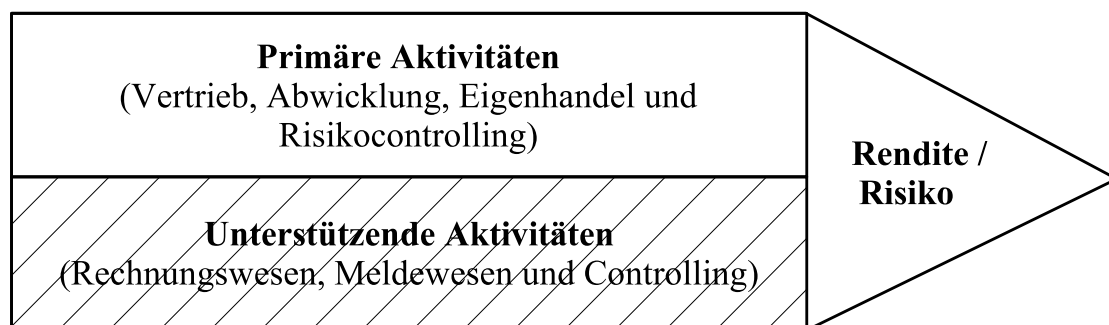 Primäre Aktivitäten
(Vertrieb, Abwicklung, Eigenhandel und
Risikocontrolling)
Unterstützende Aktivitäten
(Rechnungswesen, Meldewesen und Controlling)
Rendite /
Risiko